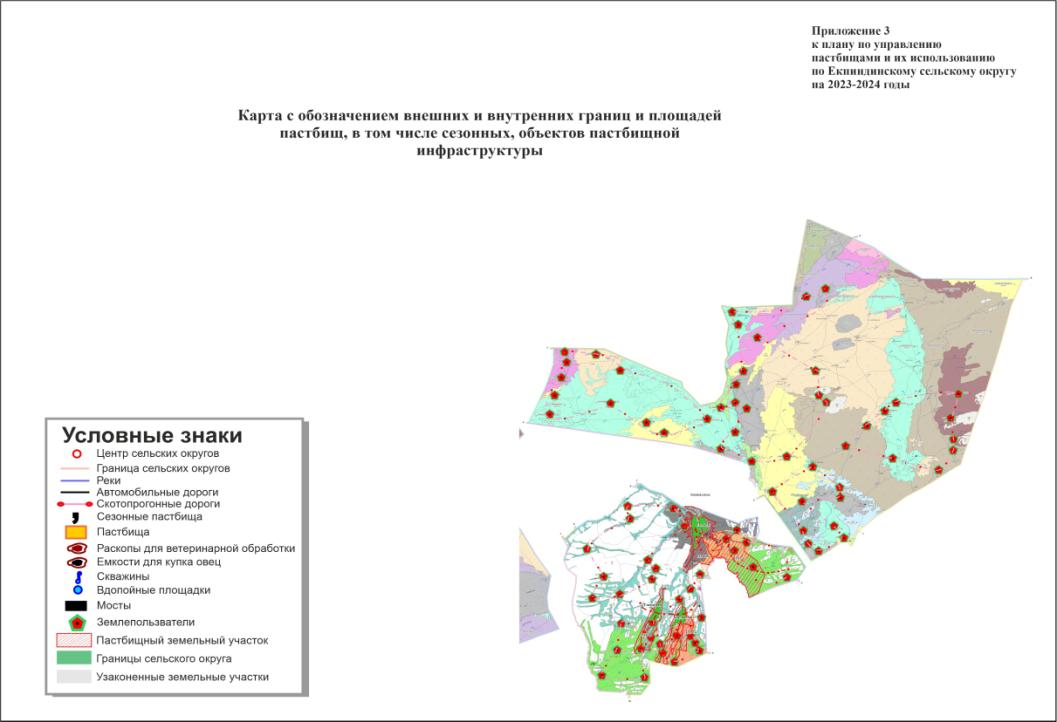 Приложение 3
к плану по управлению
пастбищами и их использованию
по Екпиндинскому сельскому округу
на 2023-2024 годы
Карта с обозначением внешних и внутренних границ и площадей
пастбищ, в том числе сезонных, объектов пастбищной
инфраструктуры
Условные знаки
Центр сельских округов
Граница сельских округов
Реки
Автомобильные дороги
Скотопрогонные дороги
Сезонные пастбища
Пастбища
Раскопы для ветеринарной обработки
Емкости для купка овец
Скважины
Вдопойные площадки
Мосты
Землепользватели
Пастбищный земельный участок
Границы сельского округа
Узаконенные земельные участки